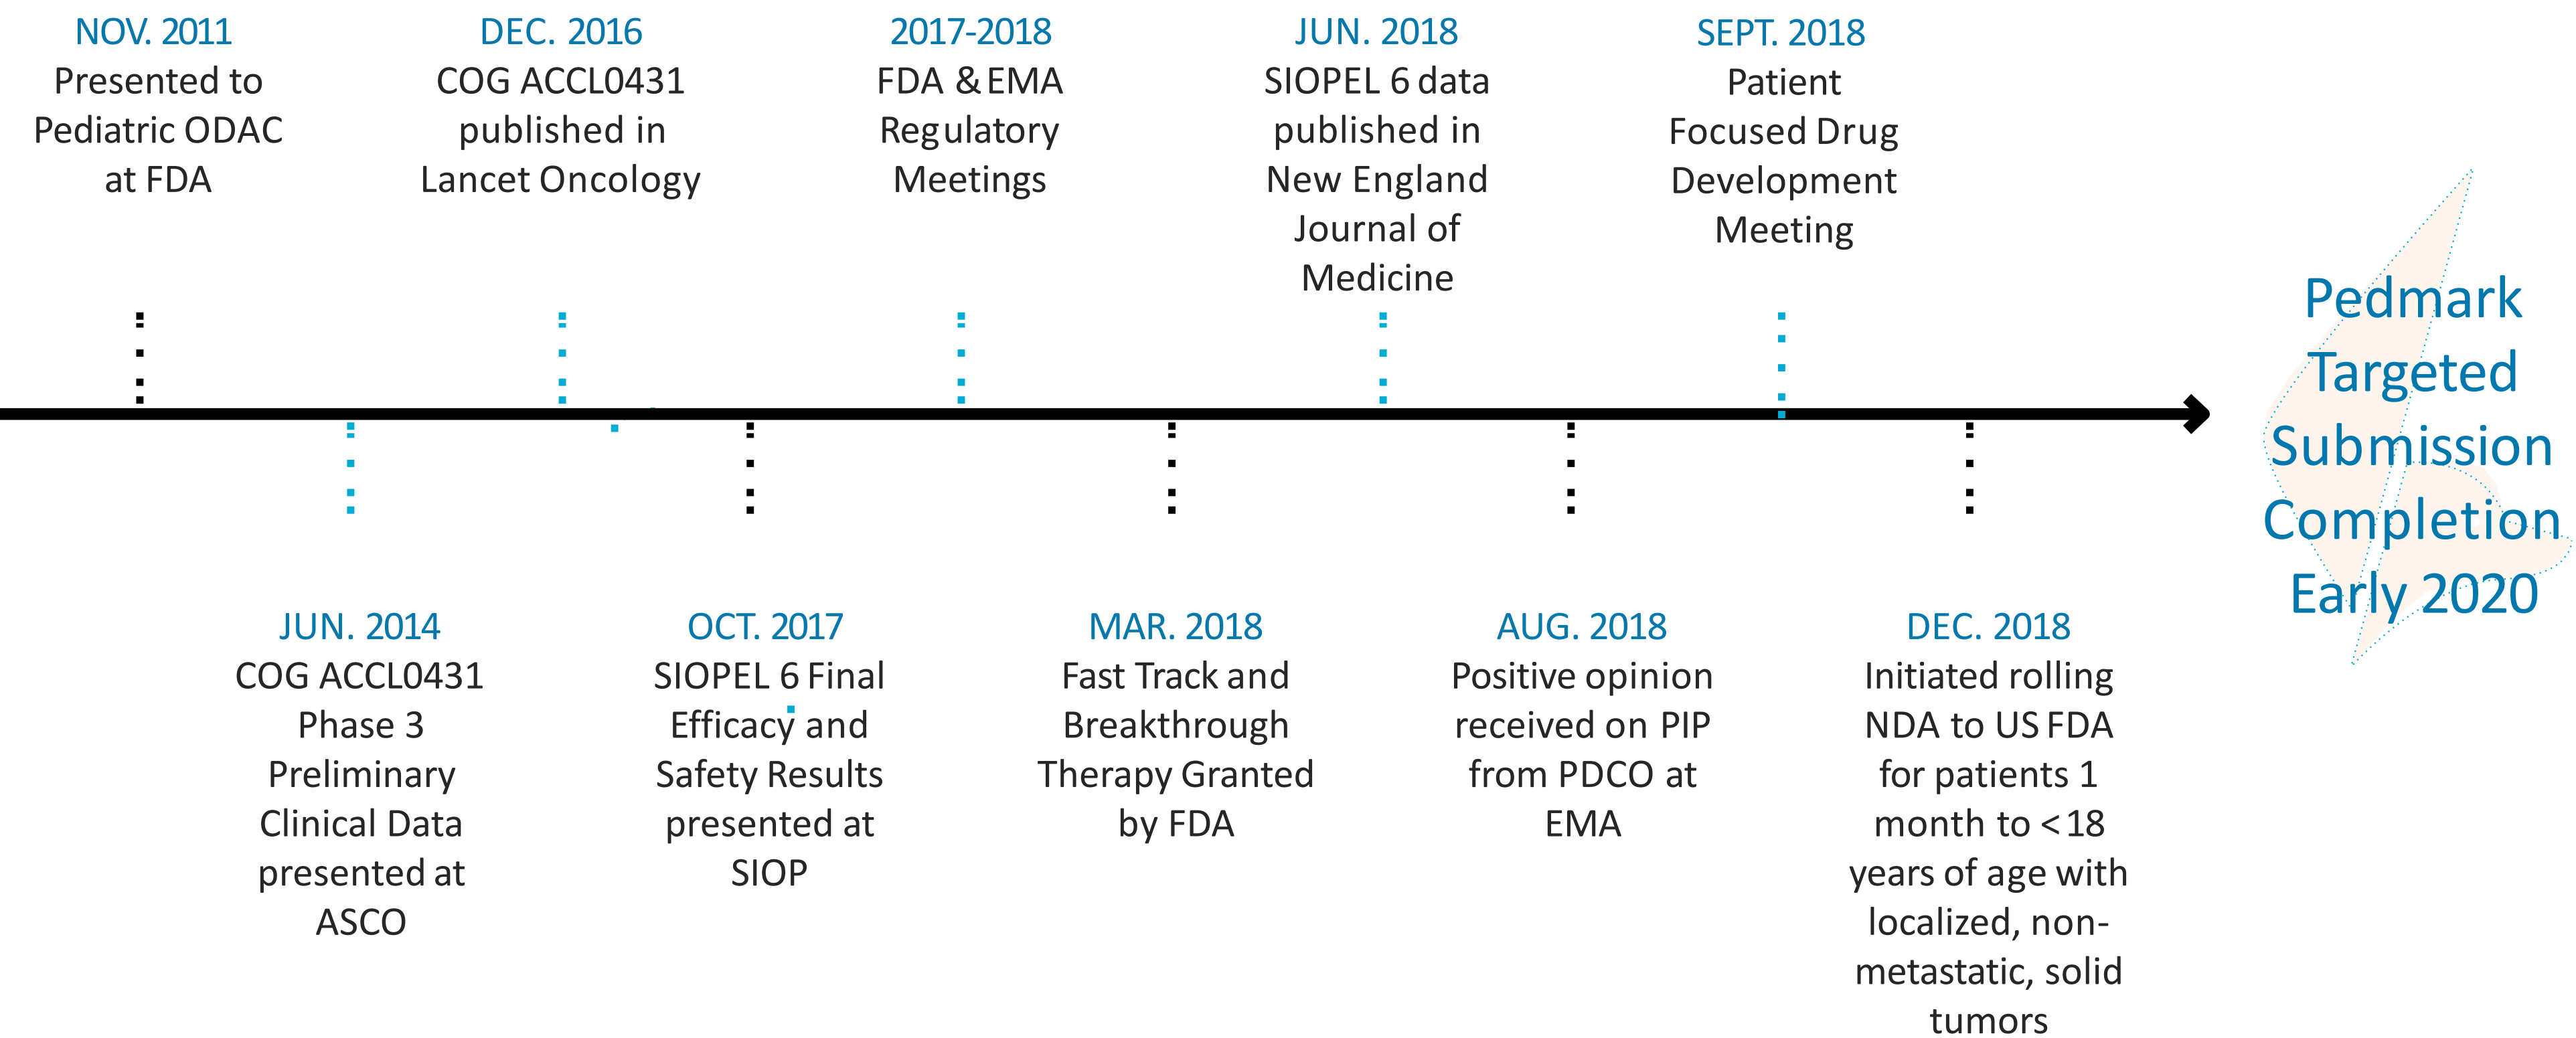 NOV. 2011
Presented to
Pediatric ODAC
at FDA
DEC. 2016
COG ACCL0431
published in
Lancet Oncology
2017-2018
FDA & EMA
Regulatory
Meetings
JUN. 2018
SIOPEL 6 data
published in
New England
Journal of
Medicine
SEPT. 2018
Patient
Focused Drug
Development
Meeting
JUN. 2014
COG ACCL0431
Phase 3
Preliminary
Clinical Data
presented at
ASCO
OCT. 2017
SIOPEL 6 Final
Efficacy and
Safety Results
presented at
SIOP
MAR. 2018
Fast Track and
Breakthrough
Therapy Granted
by FDA
AUG. 2018
Positive opinion
received on PIP
from PDCO at
EMA
DEC. 2018
Initiated rolling
NDA to US FDA
for patients 1
month to <18
years of age with
localized, non-
metastatic, solid
tumors
Pedmark
Targeted
Submission
Completion
Early 2020